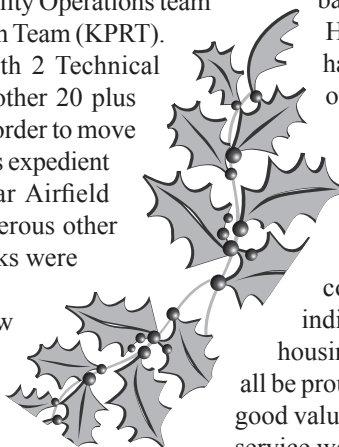 lity Operations team
n Team (KPRT).
th 2 Technical
other 20 plus
order to move
s expedient
ar Airfield
erous other
ks were
w
ba
H
ha
o
co
indi
housin
all be prou
good valu